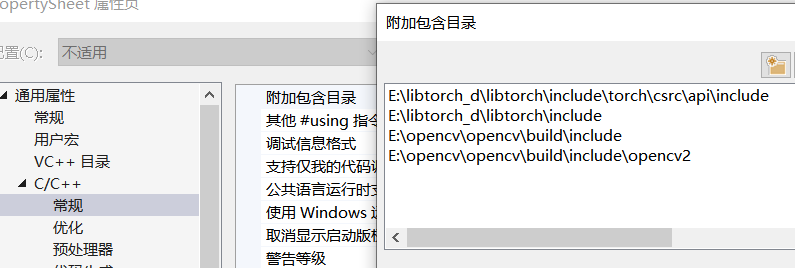 opertySheet 属性页
配置(C):
不适用
通用属性
常规
用户宏
VC++ 目录
C/C++
常规
优化
预处理器
附加包含目录
其他 #using 指令
调试信息格式
支持仅我的代码调
公共语言运行时支
使用 Windows 运
取消显示启动版权
警告等级
附加包含目录
E:\libtorch_d\libtorch\include\torch\csrc\api\include
E:\libtorch_d\libtorch\include
E:\opencv\opencv\build\include
E:\opencv\opencv\build\include\opencv2